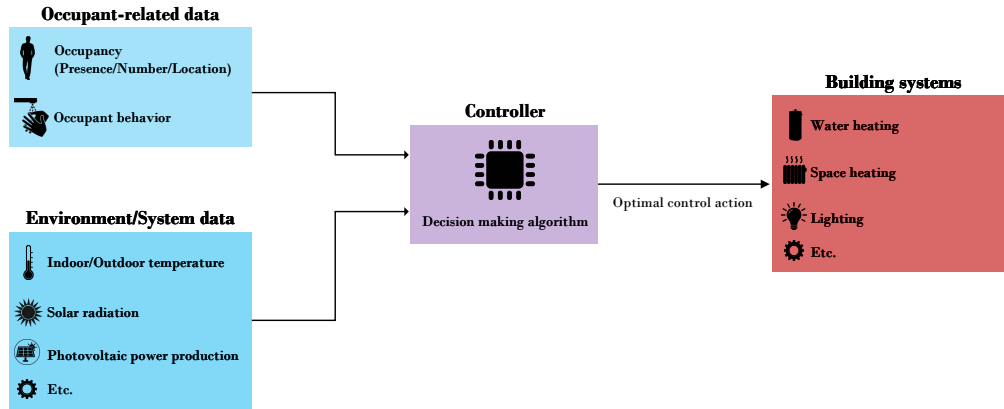 Occupant-related data
Occupancy
(Presence/Number/Location)
Occupant behavior
Environment/System data
Indoor/Outdoor temperature
Solar radiation
Photovoltaic power production
Etc.
Controller
Decision making algorithm
Optimal control action
Building systems
Water heating
Space heating
Lighting
Etc.